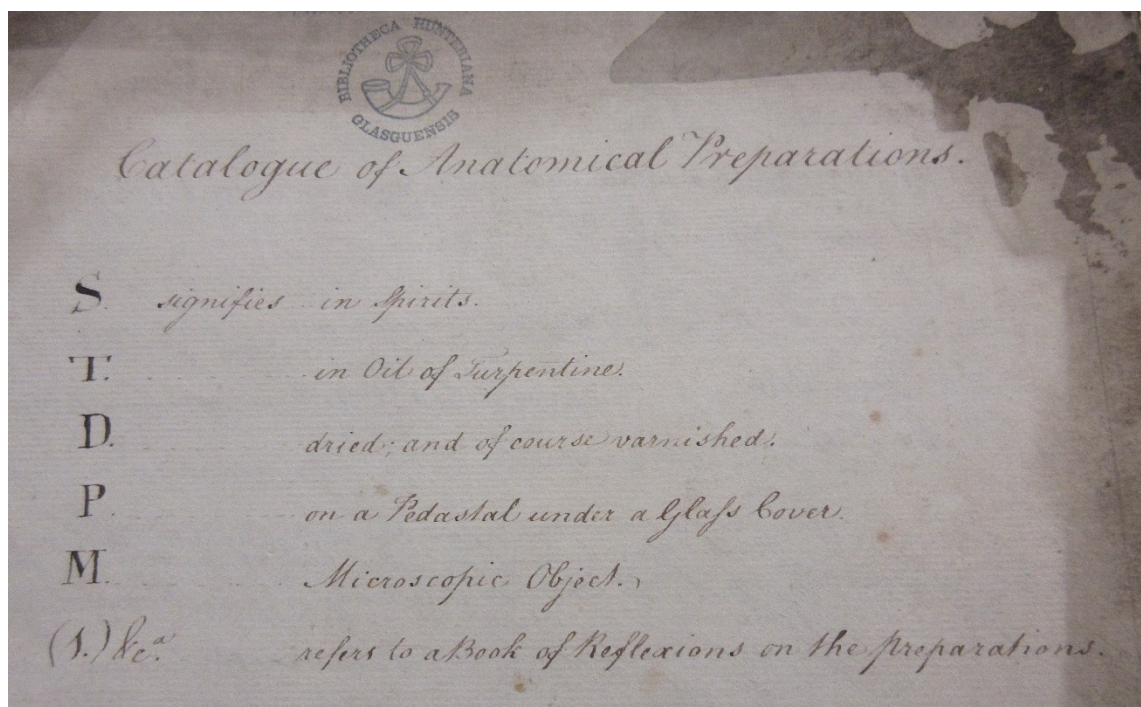 BIBLIOTHECA HUNTERIANA
GLASGUENSIS
Catalogue of Anatomical Preparations.
S. signifies in Spirits.
T. in Oil of Turpentine.
D. dried; and of course varnished.
P. on a Pedastal under a Glaſs Cover.
M. Microscopic Object.
(1.) &c.a refers to a Book of Reflexions on the preparations.